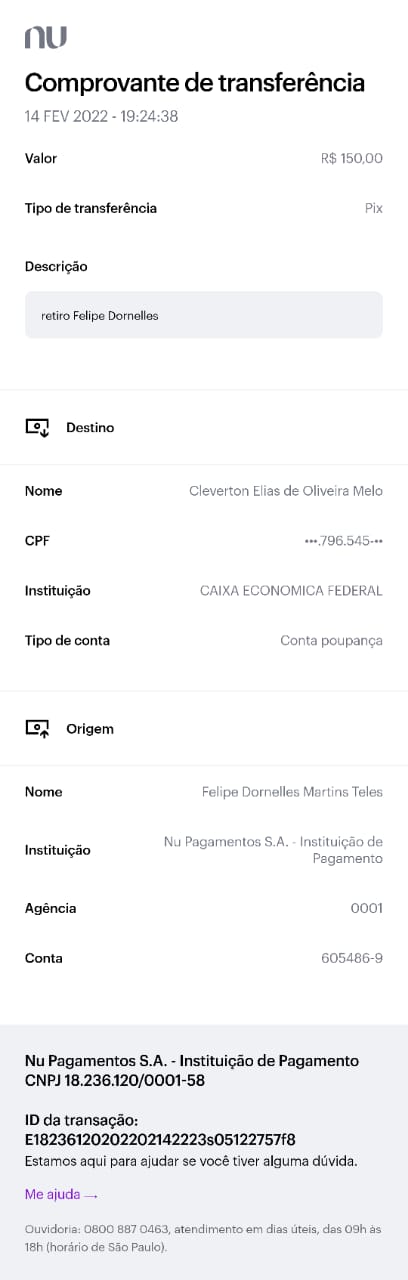 nu
Comprovante de transferência
14 FEV 2022 - 19:24:38
Valor R$ 150,00
Tipo de transferência Pix
Descrição
retiro Felipe Dornelles
Destino
Nome Cleverton Elias de Oliveira Melo
CPF •••.796.545-••
Instituição CAIXA ECONOMICA FEDERAL
Tipo de conta Conta poupança
Origem
Nome Felipe Dornelles Martins Teles
Instituição Nu Pagamentos S.A. - Instituição de
Pagamento
Agência 0001
Conta 605486-9
Nu Pagamentos S.A. - Instituição de Pagamento
CNPJ 18.236.120/0001-58
ID da transação:
E18236120202202142223s05122757f8
Estamos aqui para ajudar se você tiver alguma dúvida.
Me ajuda →
Ouvidoria: 0800 887 0463, atendimento em dias úteis, das 09h às
18h (horário de São Paulo).